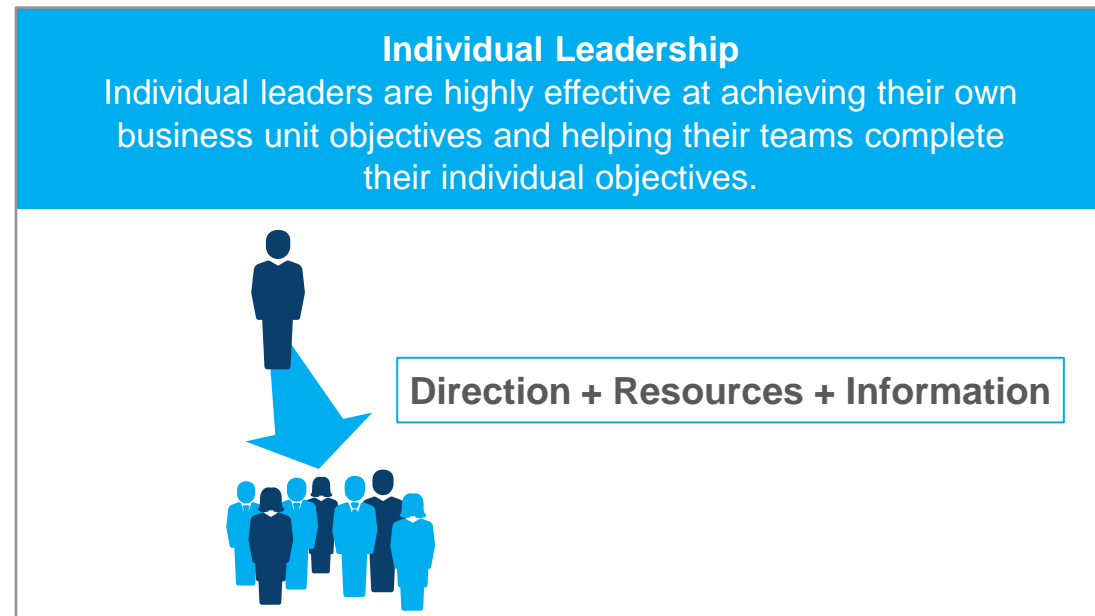 Individual Leadership
Individual leaders are highly effective at achieving their own
business unit objectives and helping their teams complete
their individual objectives.
Direction + Resources + Information